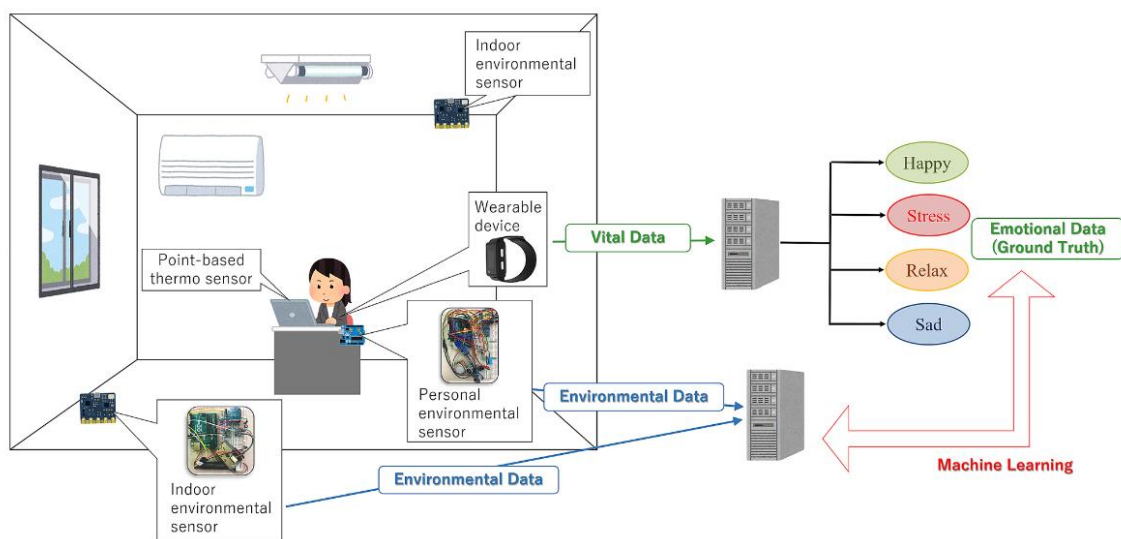 Indoor
environmental
sensor
Wearable
device
Point-based
thermo sensor
Personal
environmental
sensor
Indoor
environmental
sensor
Vital Data
Environmental Data
Environmental Data
Happy
Stress
Relax
Sad
Emotional Data
(Ground Truth)
Machine Learning